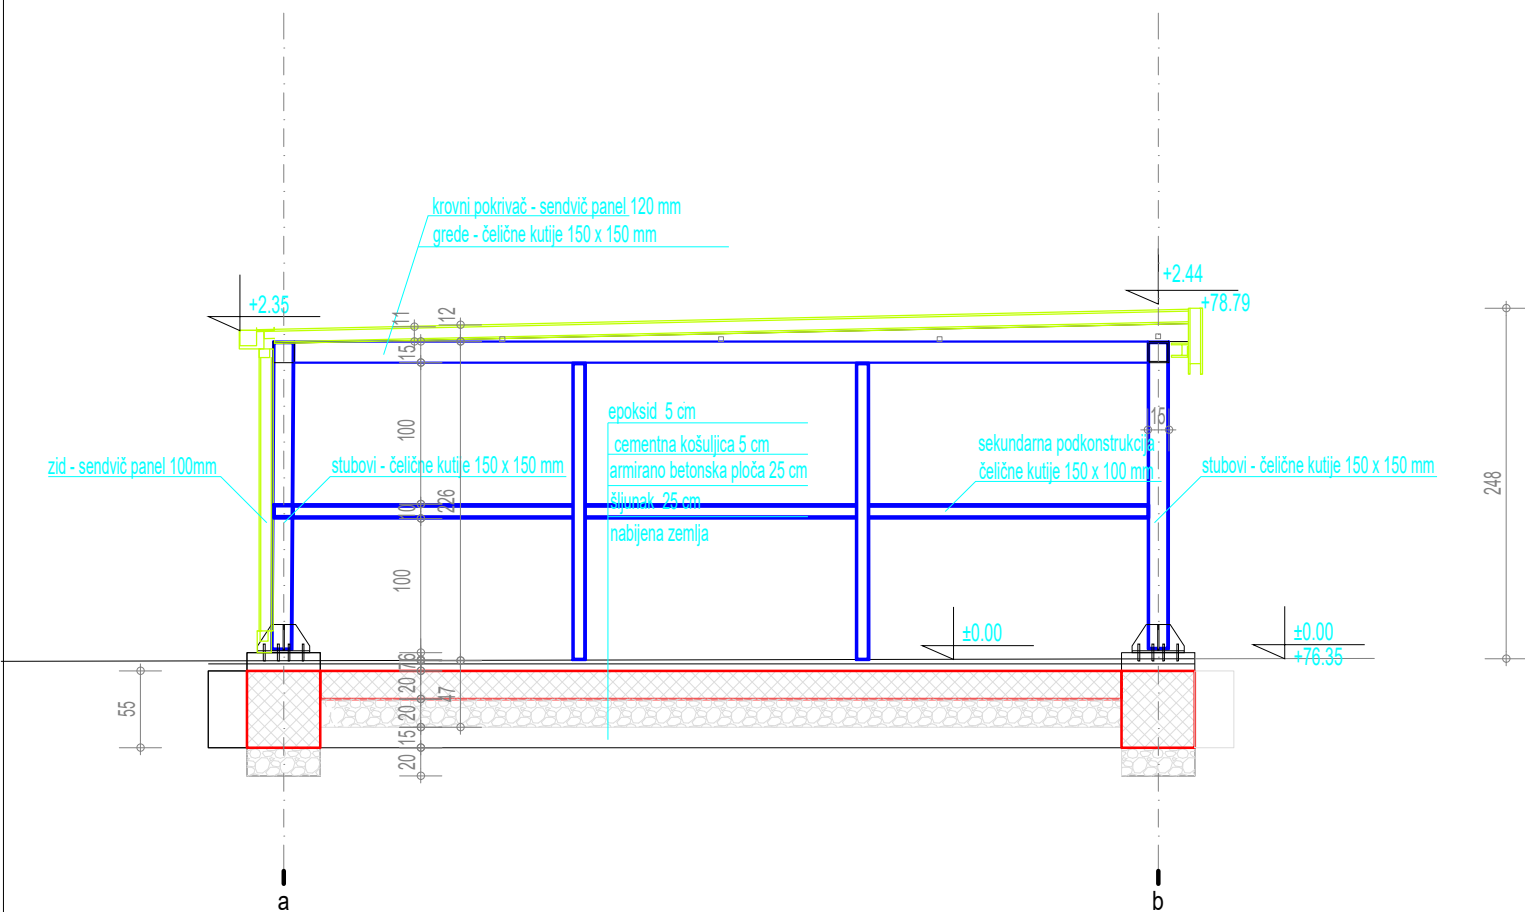 krovni pokrivač - sendvič panel 120 mm
grede - čelične kutije 150 x 150 mm
+2.44
+78.79
+2.35
11
12
15
15
100
epoksid 5 cm
cementna košuljica 5 cm
armirano betonska ploča 25 cm
šljunak 25 cm
nabijena zemlja
sekundarna podkonstrukcija
čelične kutije 150 x 100 mm
zid - sendvič panel 100mm
stubovi - čelične kutije 150 x 150 mm
stubovi - čelične kutije 150 x 150 mm
248
226
10
100
±0.00
±0.00
+76.35
6
7
20
47
55
20
15
20
a
b